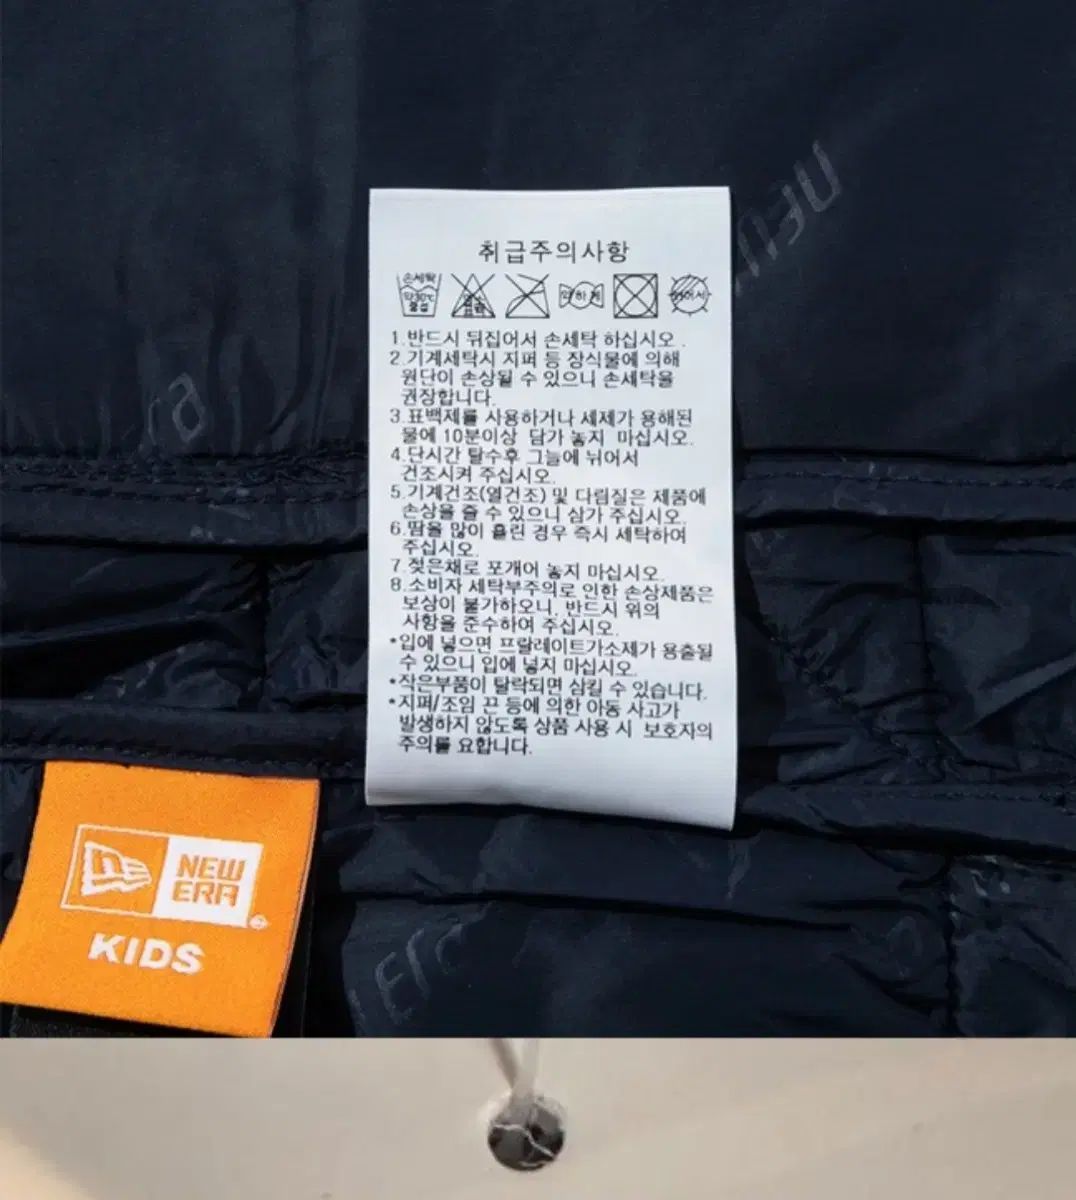 취급주의사항
손세탁
약30℃
중성
염소
표백
약하게
뉘어서
1.반드시 뒤집어서 손세탁 하십시오.
2.기계세탁시 지퍼 등 장식물에 의해
원단이 손상될 수 있으니 손세탁을
권장합니다.
3.표백제를 사용하거나 세제가 용해된
물에 10분이상 담가 놓지 마십시오.
4.단시간 탈수후 그늘에 뉘어서
건조시켜 주십시오.
5.기계건조(열건조) 및 다림질은 제품에
손상을 줄 수 있으니 삼가 주십시오.
6.땀을 많이 흘린 경우 즉시 세탁하여
주십시오.
7.젖은채로 포개어 놓지 마십시오.
8.소비자 세탁부주의로 인한 손상제품은
보상이 불가하오니, 반드시 위의
사항을 준수하여 주십시오.
*입에 넣으면 프탈레이트가소제가 용출될
수 있으니 입에 넣지 마십시오.
*작은부품이 탈락되면 삼킬 수 있습니다.
*지퍼/조임 끈 등에 의한 아동 사고가
발생하지 않도록 상품 사용 시 보호자의
주의를 요합니다.
NEW
ERA
KIDS